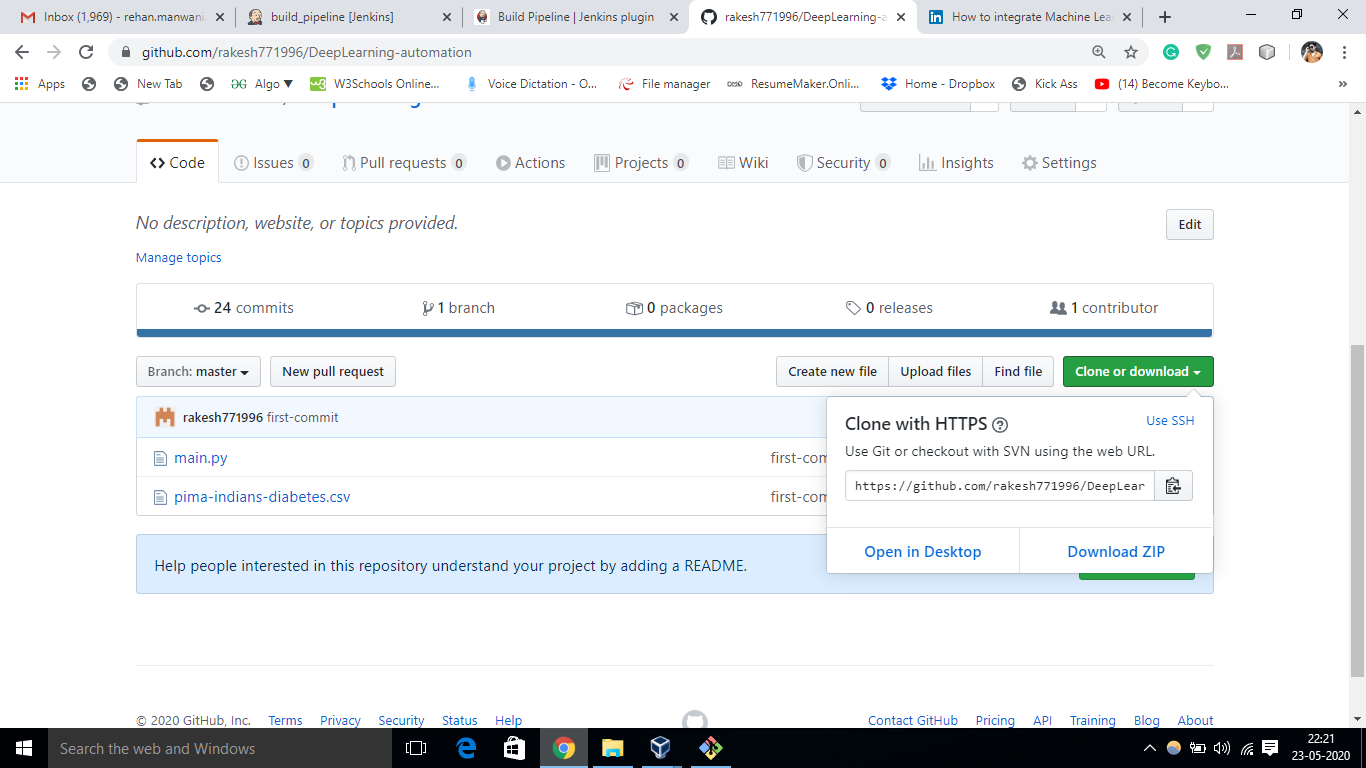 Inbox (1,969) - rehan.manwani build_pipeline [Jenkins] Build Pipeline | Jenkins plugin rakesh771996/DeepLearning-a How to integrate Machine Lea
github.com/rakesh771996/DeepLearning-automation
Apps New Tab Algo W3Schools Online... Voice Dictation - O... File manager ResumeMaker.Onli... Home - Dropbox Kick Ass (14) Become Keybo... »
Code Issues 0 Pull requests 0 Actions Projects 0 Wiki Security 0 Insights Settings
No description, website, or topics provided. Edit
Manage topics
24 commits 1 branch 0 packages 0 releases 1 contributor
Branch: master New pull request Create new file Upload files Find file Clone or download
rakesh771996 first-commit
Clone with HTTPS Use SSH
Use Git or checkout with SVN using the web URL.
main.py first-com
https://github.com/rakesh771996/DeepLear
pima-indians-diabetes.csv first-com
Open in Desktop Download ZIP
Help people interested in this repository understand your project by adding a README.
© 2020 GitHub, Inc. Terms Privacy Security Status Help Contact GitHub Pricing API Training Blog About
Search the web and Windows
22:21
23-05-2020